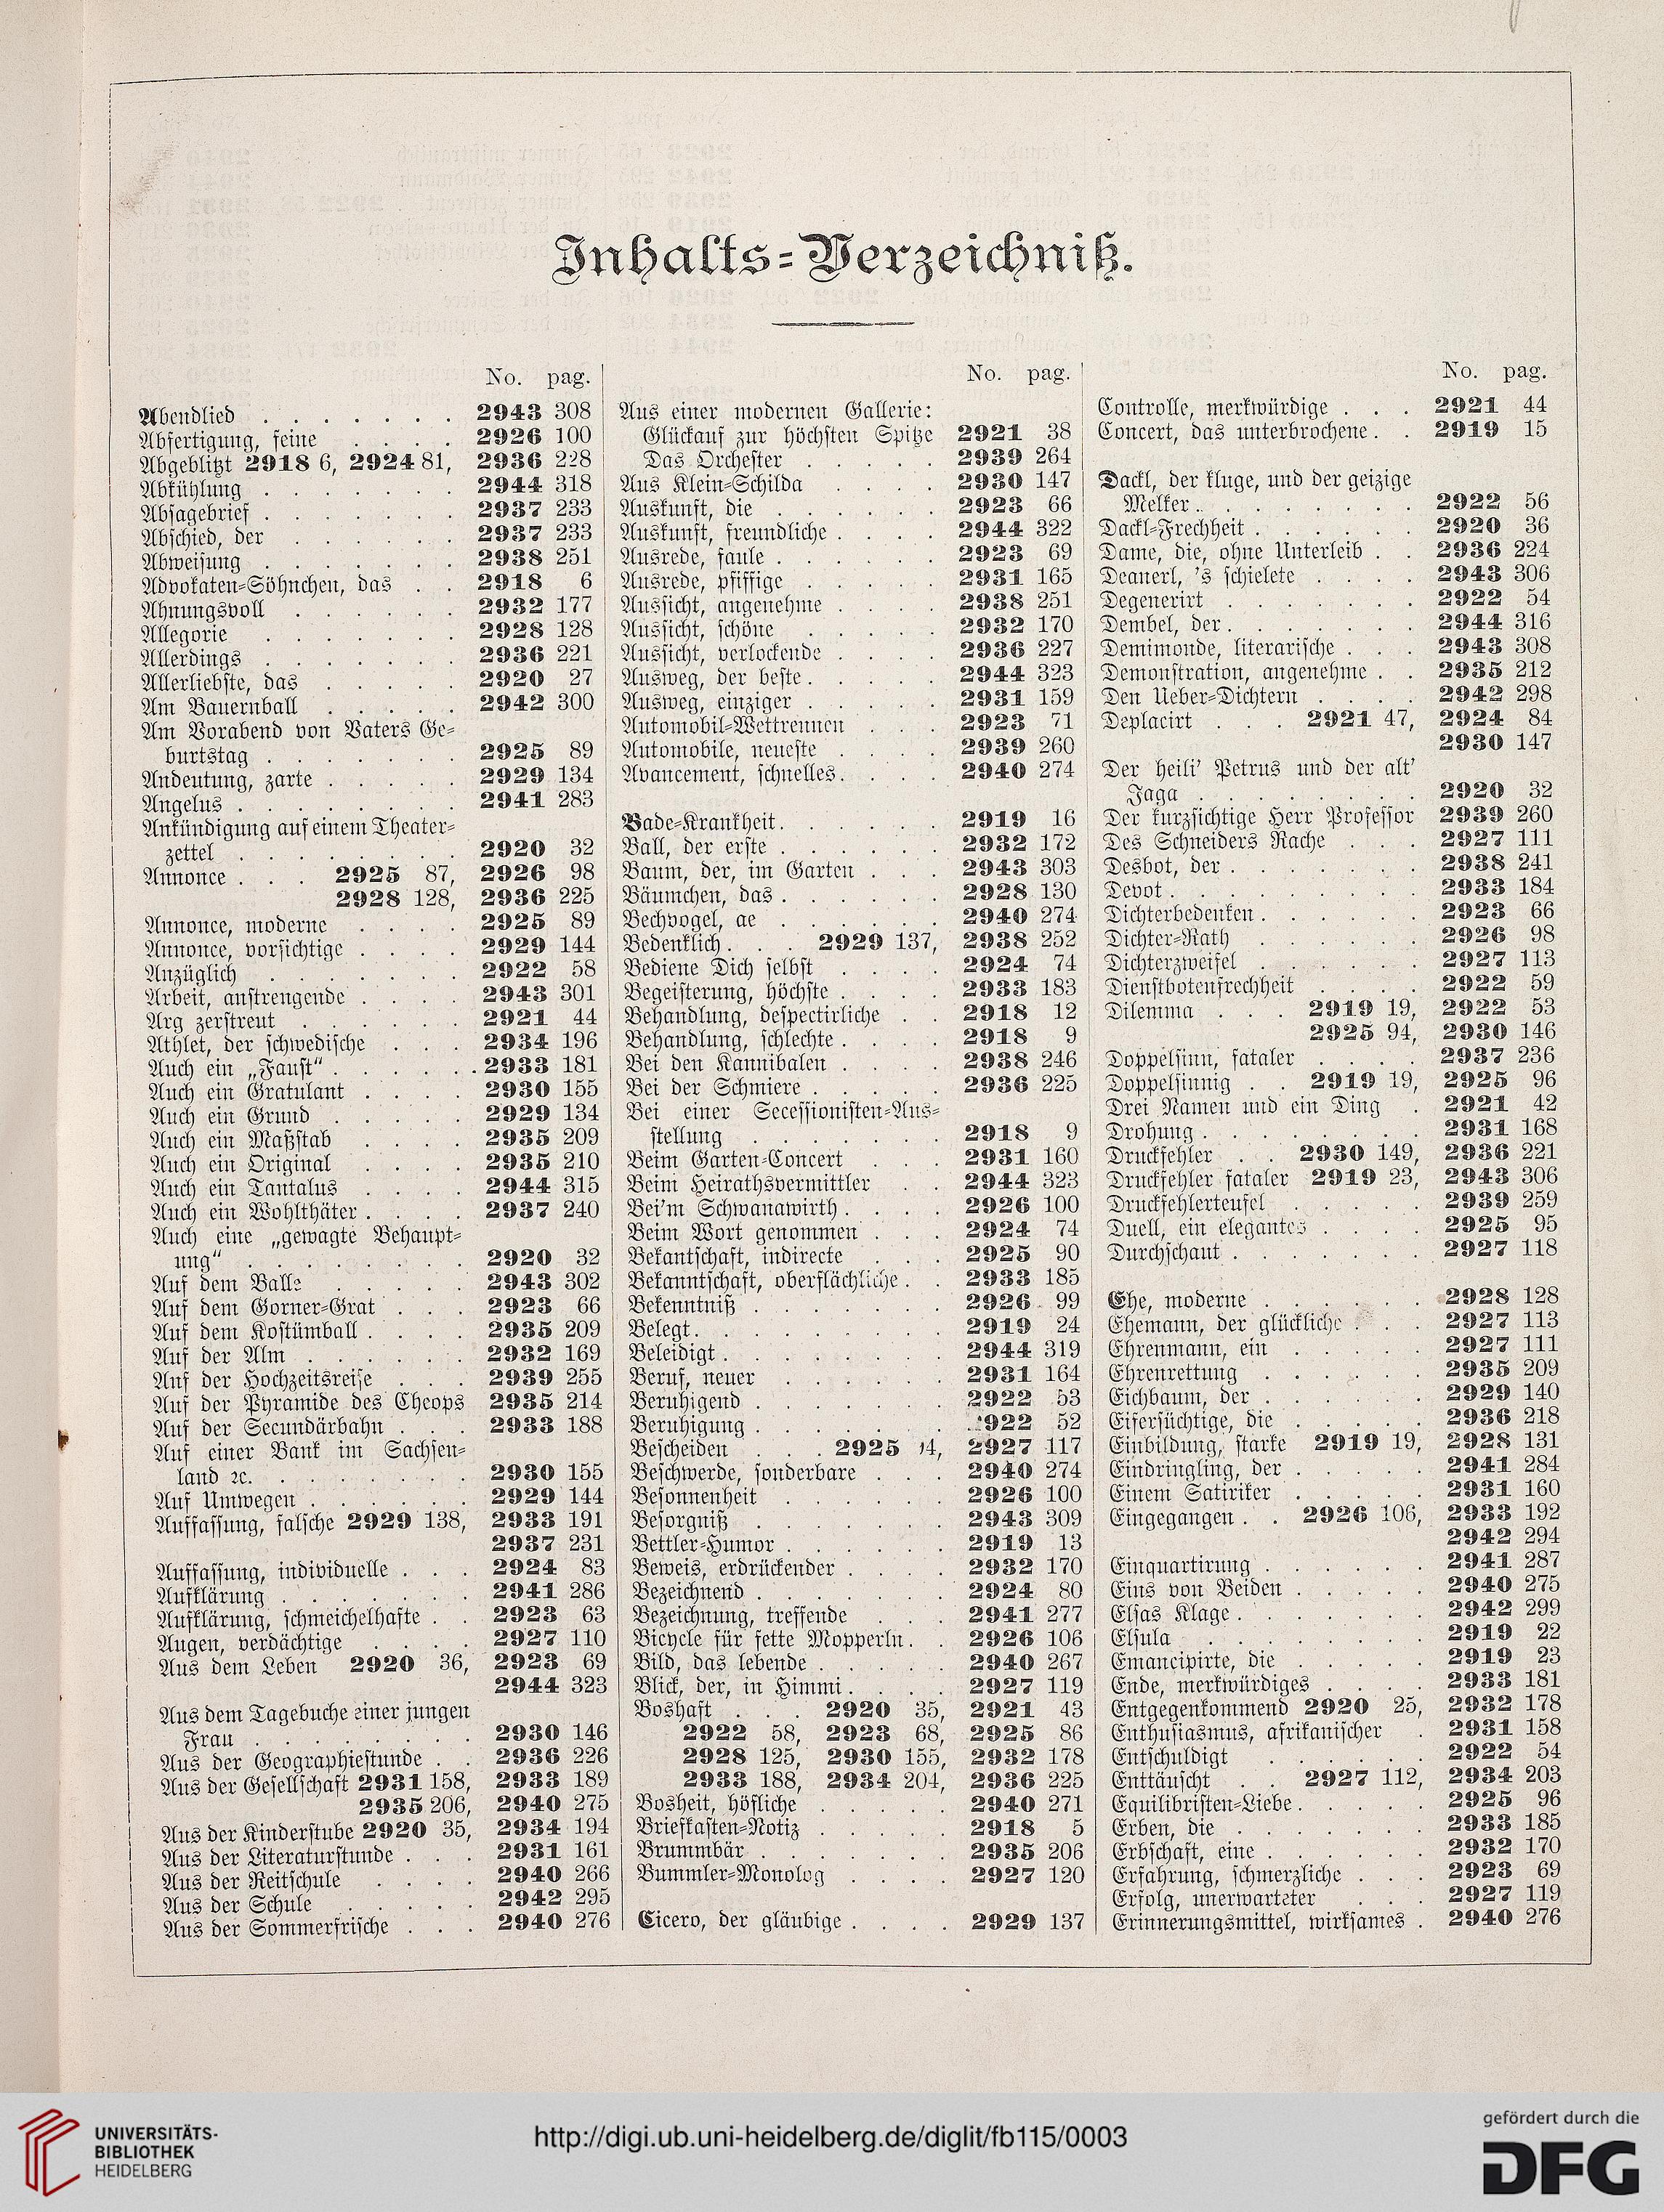 Inhalts-Verzeichniß.
No. pag.
Abendlied . . . . . . . 2943 308
Abfertigung, feine . . . . 2926 100
Abgeblitzt 2918 6, 2924 81, 2936 228
Abkühlung . . . . . . . 2944 318
Absagebrief . . . . . . . 2937 233
Abschied, der . . . . . . 2937 233
Abweisung . . . . . . . 2938 251
Advokaten-Söhnchen, das . . 2918 6
Ahnungsvoll . . . . . . 2932 177
Allegorie . . . . . . . 2928 128
Allerdings . . . . . . . 2936 221
Allerliebste, das . . . . . 2920 27
Am Bauernball . . . . . 2942 300
Am Vorabend von Vaters Ge-
burtstag . . . . . . . 2925 89
Andeutung, zarte . . . . . 2929 134
Angelus . . . . . . . . 2941 283
Ankündigung auf einem Theater-
zettel . . . . . . . . 2920 32
Annonce . . . 2925 87, 2926 98
2928 128, 2936 225
Annonce, moderne . . . . 2925 89
Annonce, vorsichtige . . . . 2929 144
Anzüglich . . . . . . . 2922 58
Arbeit, anstrengende . . . . 2943 301
Arg zerstreut . . . . . . 2921 44
Athlet, der schwedische . . . 2934 196
Auch ein „Faust“ . . . . . . 2933 181
Auch ein Gratulant . . . . 2930 155
Auch ein Grund . . . . . 2929 134
Auch ein Maßstab . . . . 2935 209
Auch ein Original . . . . 2935 210
Auch ein Tantalus . . . . 2944 315
Auch ein Wohlthäter . . . . 2937 240
Auch eine „gewagte Behaupt-
ung“ . . . . . . . . 2920 32
Auf dem Balle . . . . . 2943 302
Auf dem Gorner-Grat . . . 2923 66
Auf dem Kostümball . . . . 2935 209
Auf der Alm . . . . . . 2932 169
Auf der Hochzeitsreise . . . 2939 255
Auf der Pyramide des Cheops 2935 214
Auf der Secundärbahn . . . 2933 188
Auf einer Bank im Sachsen-
land ꝛc. . . . . . . . 2930 155
Auf Umwegen . . . . . . 2929 144
Auffassung, falsche 2929 138, 2933 191
2937 231
Auffassung, individuelle . . . 2924 83
Aufklärung . . . . . . . 2941 286
Aufklärung, schmeichelhafte . . 2923 63
Augen, verdächtige . . . . 2927 110
Aus dem Leben 2920 36, 2923 69
2944 323
Aus dem Tagebuche einer jungen
Frau . . . . . . . . 2930 146
Aus der Geographiestunde . . 2936 226
Aus der Gesellschaft 2931 158, 2933 189
2935 206, 2940 275
Aus der Kinderstube 2920 35, 2934 194
Aus der Literaturstunde . . . 2931 161
Aus der Reitschule . . . . 2940 266
Aus der Schule . . . . . 2942 295
Aus der Sommerfrische . . . 2940 276
No. pag.
Aus einer modernen Gallerie:
Glückauf zur höchsten Spitze 2921 38
Das Orchester . . . . . 2939 264
Aus Klein-Schilda . . . . 2930 147
Auskunft, die . . . . . . 2923 66
Auskunft, freundliche . . . . 2944 322
Ausrede, faule . . . . . . 2923 69
Ausrede, pfiffige . . . . . 2931 165
Aussicht, angenehme . . . . 2938 251
Aussicht, schöne . . . . . 2932 170
Aussicht, verlockende . . . . 2936 227
Ausweg, der beste . . . . . 2944 323
Ausweg, einziger . . . . . 2931 159
Automobil-Wettrennen . . . 2923 71
Automobile, neueste . . . . 2939 260
Avancement, schnelles . . . . 2940 274
Bade-Krankheit . . . . . . 2919 16
Ball, der erste . . . . . . 2932 172
Baum, der, im Garten . . . 2943 303
Bäumchen, das . . . . . . 2928 130
Bechvogel, ae . . . . . . 2940 274
Bedenklich . . . 2929 137, 2938 252
Bediene Dich selbst . . . . 2924 74
Begeisterung, höchste . . . . 2933 183
Behandlung, despectirliche . . 2918 12
Behandlung, schlechte . . . . 2918 9
Bei den Kannibalen . . . . 2938 246
Bei der Schmiere . . . . . 2936 225
Bei einer Secessionisten-Aus-
stellung . . . . . . . 2918 9
Beim Garten-Concert . . . 2931 160
Beim Heirathsvermittler . . 2944 323
Bei'm Schwanawirth . . . . 2926 100
Beim Wort genommen . . . 2924 74
Bekantschaft, indirecte . . . 2925 90
Bekanntschaft, oberflächliche . . 2933 185
Bekenntniß . . . . . . . 2926 99
Belegt . . . . . . . . . 2919 24
Beleidigt . . . . . . . . 2944 319
Beruf, neuer . . . . . . 2931 164
Beruhigend . . . . . . . 2922 53
Beruhigung . . . . . . . 922 52
Bescheiden . . . 2925 4, 2927 117
Beschwerde, sonderbare . . . 2940 274
Besonnenheit . . . . . . 2926 100
Besorgniß . . . . . . . 2943 309
Bettler-Humor . . . . . . 2919 13
Beweis, erdrückender . . . . 2932 170
Bezeichnend . . . . . . . 2924 80
Bezeichnung, treffende . . . 2941 277
Bicycle für fette Mopperln . . 2926 106
Bild, das lebende . . . . . 2940 267
Blick, der, in Himmi . . . . 2927 119
Boshaft . . . 2920 35, 2921 43
2922 58, 2923 68, 2925 86
2928 125, 2930 155, 2932 178
2933 188, 2934 204, 2936 225
Bosheit, höfliche . . . . . 2940 271
Briefkasten-Notiz . . . . . 2918 5
Brummbär . . . . . . . 2935 206
Bummler-Monolog . . . . 2927 120
Cicero, der gläubige . . . . 2929 137
No. pag.
Controlle, merkwürdige . . . 2921 44
Concert, das unterbrochene . . 2919 15
Dackl, der kluge, und der geizige
Melker . . . . . . . . 2922 56
Dackl-Frechheit . . . . . . 2920 36
Dame, die, ohne Unterleib . . 2936 224
Deanerl, 's schielete . . . . 2943 306
Degenerirt . . . . . . . 2922 54
Dembel, der . . . . . . . 2944 316
Demimonde, literarische . . . 2943 308
Demonstration, angenehme . . 2935 212
Den Ueber-Dichtern . . . . 2942 298
Deplacirt . . . 2921 47, 2924 84
2930 147
Der heili' Petrus und der alt'
Jaga . . . . . . . . 2920 32
Der kurzsichtige Herr Professor 2939 260
Des Schneiders Rache . . . 2927 111
Desbot, der . . . . . . . 2938 241
Devot . . . . . . . . . 2933 184
Dichterbedenken . . . . . . 2923 66
Dichter-Rath . . . . . . 2926 98
Dichterzweifel . . . . . . 2927 113
Dienstbotenfrechheit . . . . 2922 59
Dilemma . . . 2919 19, 2922 53
2925 94, 2930 146
Doppelsinn, fataler . . . . 2937 236
Doppelsinnig . . 2919 19, 2925 96
Drei Namen und ein Ding . 2921 42
Drohung . . . . . . . . 2931 168
Druckfehler . . 2930 149, 2936 221
Druckfehler fataler 2919 23, 2943 306
Druckfehlerteufel . . . . . 2939 259
Duell, ein elegantes . . . . 2925 95
Durchschaut . . . . . . . 2927 118
Ehe, moderne . . . . . . 2928 128
Ehemann, der glückliche . . . 2927 113
Ehrenmann, ein . . . . . 2927 111
Ehrenrettung . . . . . . 2935 209
Eichbaum, der . . . . . . 2929 140
Eifersüchtige, die . . . . . 2936 218
Einbildung, starke 2919 19, 2928 131
Eindringling, der . . . . . 2941 284
Einem Satiriker . . . . . 2931 160
Eingegangen . . 2926 106, 2933 192
2942 294
Einquartirung . . . . . . 2941 287
Eins von Beiden . . . . . 2940 275
Elsas Klage . . . . . . . 2942 299
Elsula . . . . . . . . 2919 22
Emancipirte, die . . . . . 2919 23
Ende, merkwürdiges . . . . 2933 181
Entgegenkommend 2920 25, 2932 178
Enthusiasmus, afrikanischer . 2931 158
Entschuldigt . . . . . . 2922 54
Enttäuscht . . 2927 112, 2934 203
Equilibristen-Liebe . . . . . 2925 96
Erben, die . . . . . . . 2933 185
Erbschaft, eine . . . . . . 2932 170
Erfahrung, schmerzliche . . . 2923 69
Erfolg, unerwarteter . . . 2927 119
Erinnerungsmittel, wirksames . 2940 276
UNIVERSITÄTS-
BIBLIOTHEK
HEIDELBERG
http://digi.ub.uni-heidelberg.de/diglit/fb115/0003
gefördert durch die
DFG